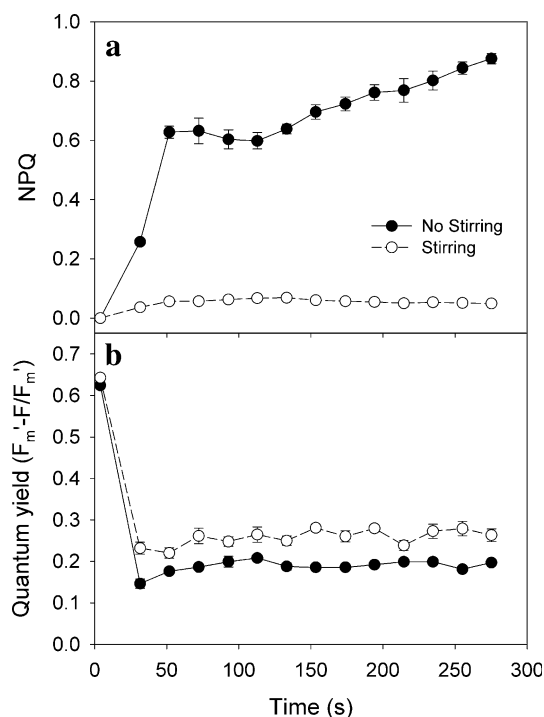 a
1.0
0.8
0.6
0.4
0.2
0.0
NPQ
No Stirring
Stirring
b
0.7
0.6
0.5
0.4
0.3
0.2
0.1
0.0
Quantum yield (Fm'-F/Fm')
0 50 100 150 200 250 300
Time (s)